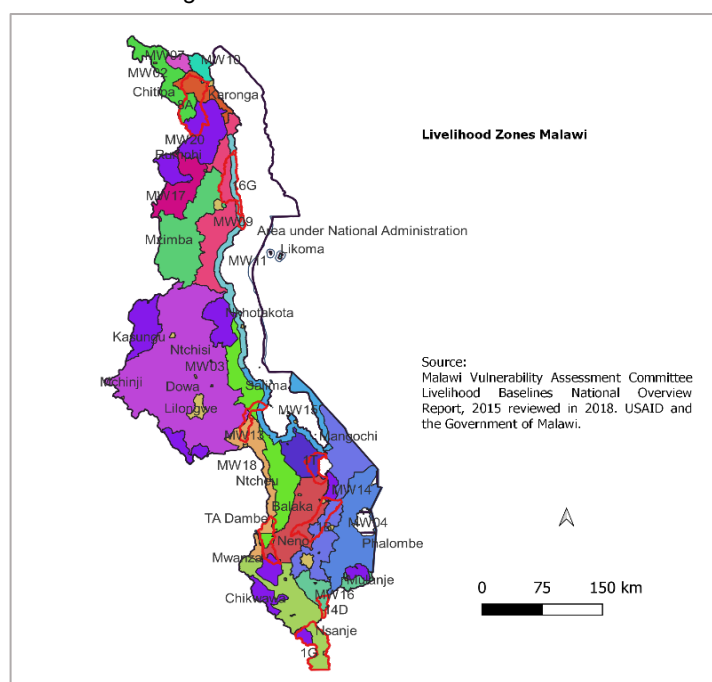 MW07
MW10
MW02
Chitipa
Karonga
MW20
Rumphi
6G
MW17
MW09
Area under National Administration
Mzimba
Likoma
MW11
Nkhotakota
Kasungu
Ntchisi
MW03
Mchinji
Dowa
Salima
Lilongwe
MW15
MW13
Mangochi
MW18
1T
Ntcheu
MW14
Balaka
TA Dambe
MW04
Neno
Phalombe
Mwanza
Mulanje
MW16
Chikwawa
14D
Nsanje
1G
Livelihood Zones Malawi
Source:
Malawi Vulnerability Assessment Committee
Livelihood Baselines National Overview
Report, 2015 reviewed in 2018. USAID and
the Government of Malawi.
0 75 150 km